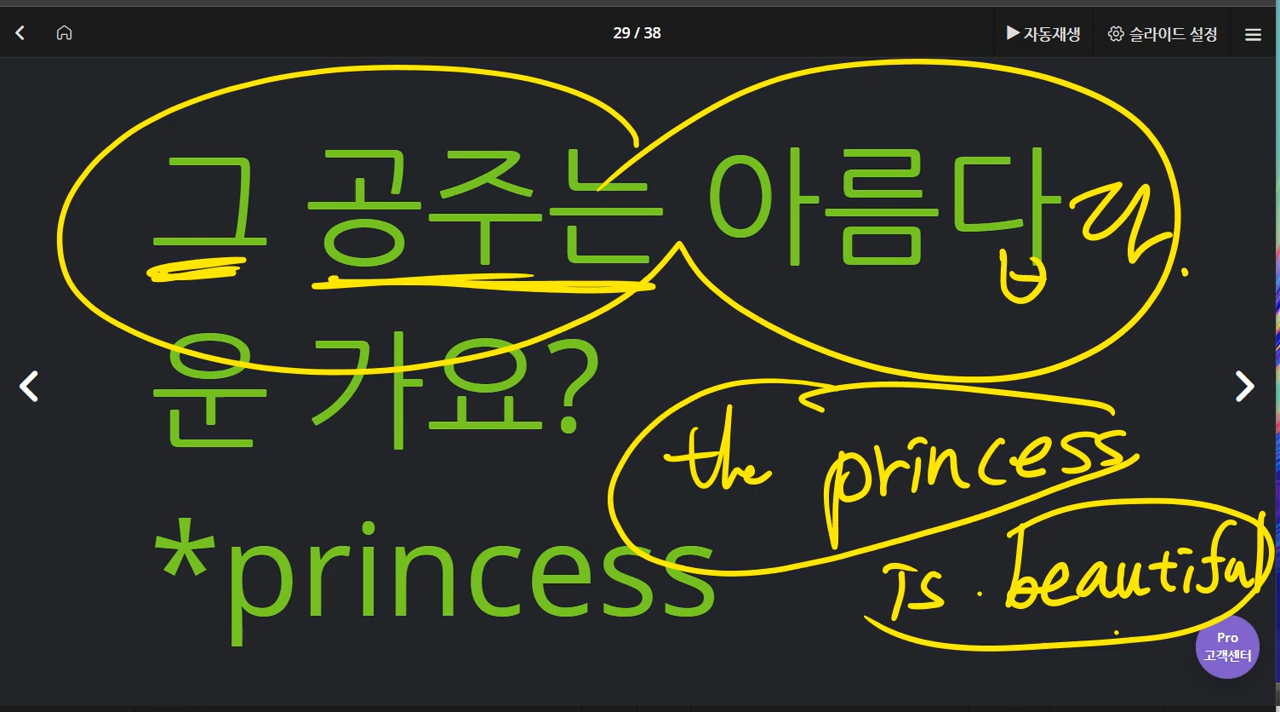 29 / 38
▶자동재생
슬라이드 설정
그 공주는 아름답
다.
운 가요?
the princess
is. beautiful
*princess
Pro
고객센터